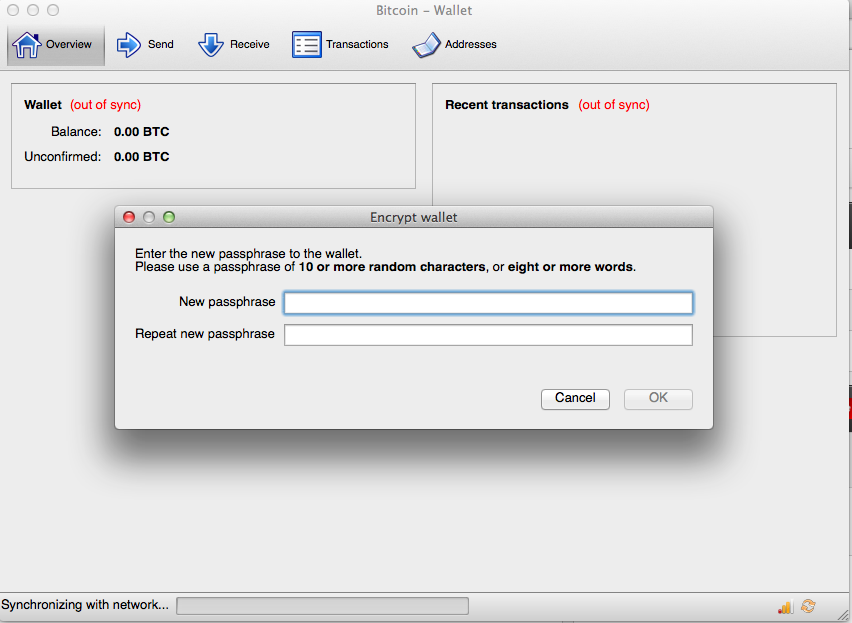 Bitcoin – Wallet
Overview Send Receive Transactions Addresses
Wallet (out of sync)
Balance: 0.00 BTC
Unconfirmed: 0.00 BTC
Recent transactions (out of sync)
Encrypt wallet
Enter the new passphrase to the wallet.
Please use a passphrase of 10 or more random characters, or eight or more words.
New passphrase
Repeat new passphrase
Cancel OK
Synchronizing with network...